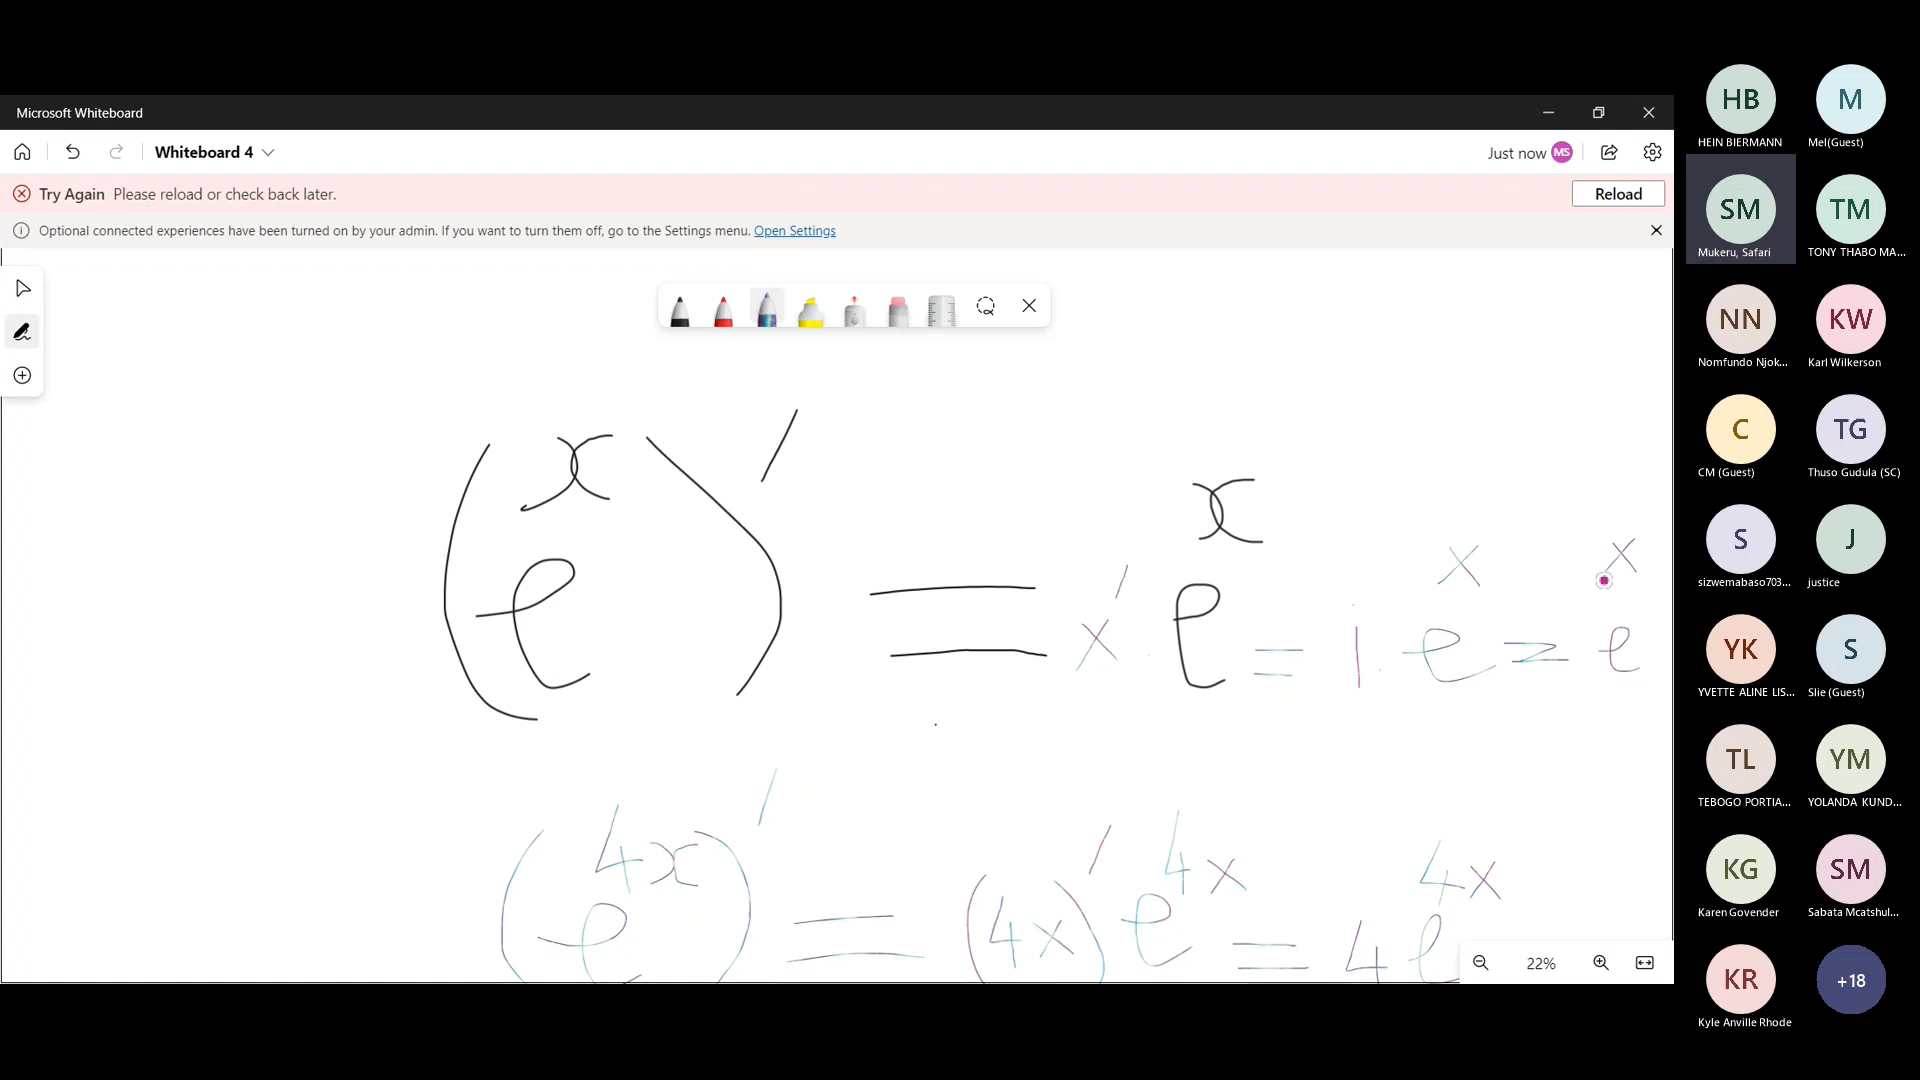 Microsoft Whiteboard
Whiteboard 4
Just now MS
Try Again Please reload or check back later. Reload
Optional connected experiences have been turned on by your admin. If you want to turn them off, go to the Settings menu. Open Settings
(e^x)' = x' · e^x = 1 · e^x = e^x
(e^4x)' = (4x)' e^4x = 4 e^4x
22%
HB M
HEIN BIERMANN Mel(Guest)
SM TM
Mukeru, Safari TONY THABO MA...
NN KW
Nomfundo Njok... Karl Wilkerson
C TG
CM (Guest) Thuso Gudula (SC)
S J
sizwemabaso703... justice
YK S
YVETTE ALINE LIS... Slie (Guest)
TL YM
TEBOGO PORTIA... YOLANDA KUND...
KG SM
Karen Govender Sabata Mcatshul...
KR +18
Kyle Anville Rhode